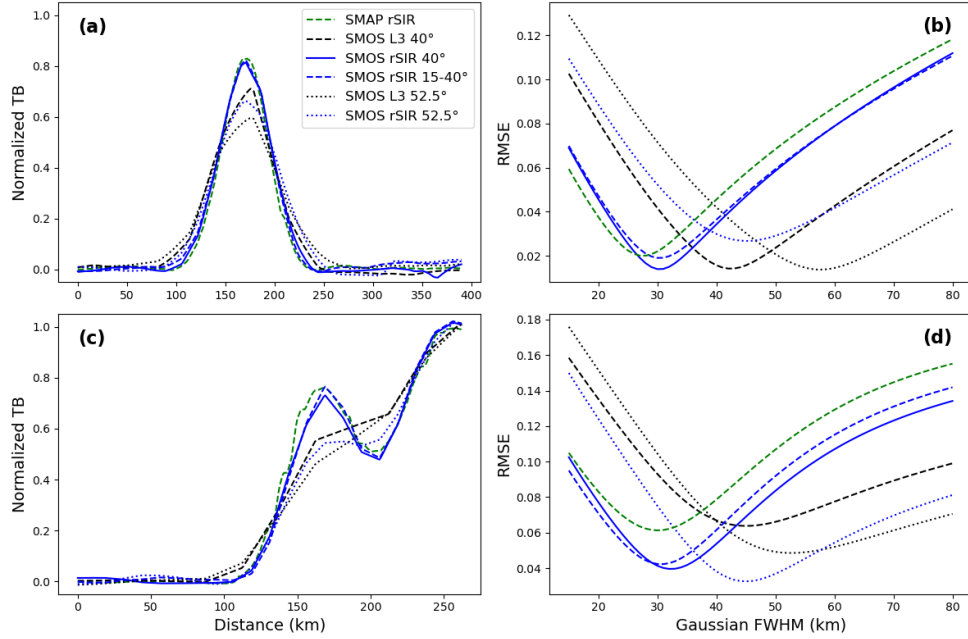 (a)
SMAP rSIR
SMOS L3 40°
SMOS rSIR 40°
SMOS rSIR 15-40°
SMOS L3 52.5°
SMOS rSIR 52.5°
Normalized TB
0.0
0.2
0.4
0.6
0.8
1.0
0 50 100 150 200 250 300 350 400
(b)
RMSE
0.02
0.04
0.06
0.08
0.10
0.12
20 30 40 50 60 70 80
(c)
Normalized TB
0.0
0.2
0.4
0.6
0.8
1.0
0 50 100 150 200 250
Distance (km)
(d)
RMSE
0.04
0.06
0.08
0.10
0.12
0.14
0.16
0.18
20 30 40 50 60 70 80
Gaussian FWHM (km)